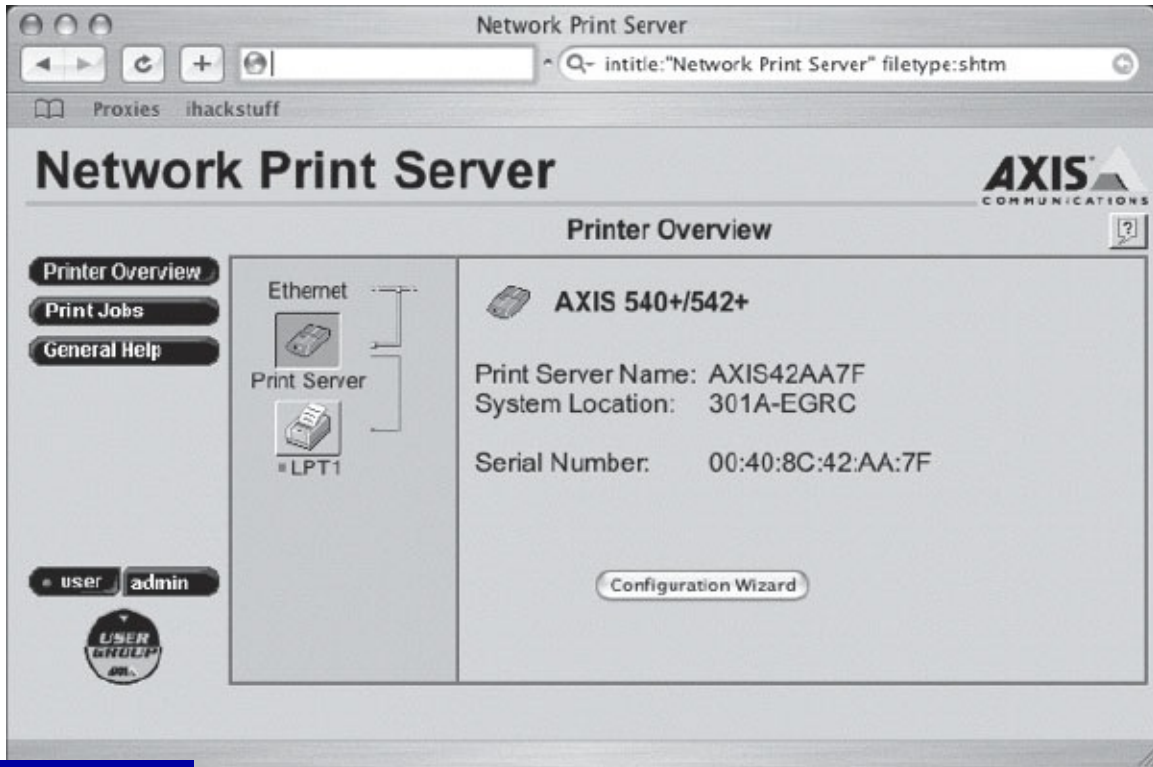 Network Print Server
Q- intitle:"Network Print Server" filetype:shtm
Proxies ihackstuff
Network Print Server
AXIS
COMMUNICATIONS
Printer Overview
?
Printer Overview
Print Jobs
General Help
Ethernet
Print Server
LPT1
AXIS 540+/542+
Print Server Name: AXIS42AA7F
System Location: 301A-EGRC
Serial Number: 00:40:8C:42:AA:7F
Configuration Wizard
user admin
USER
GROUP